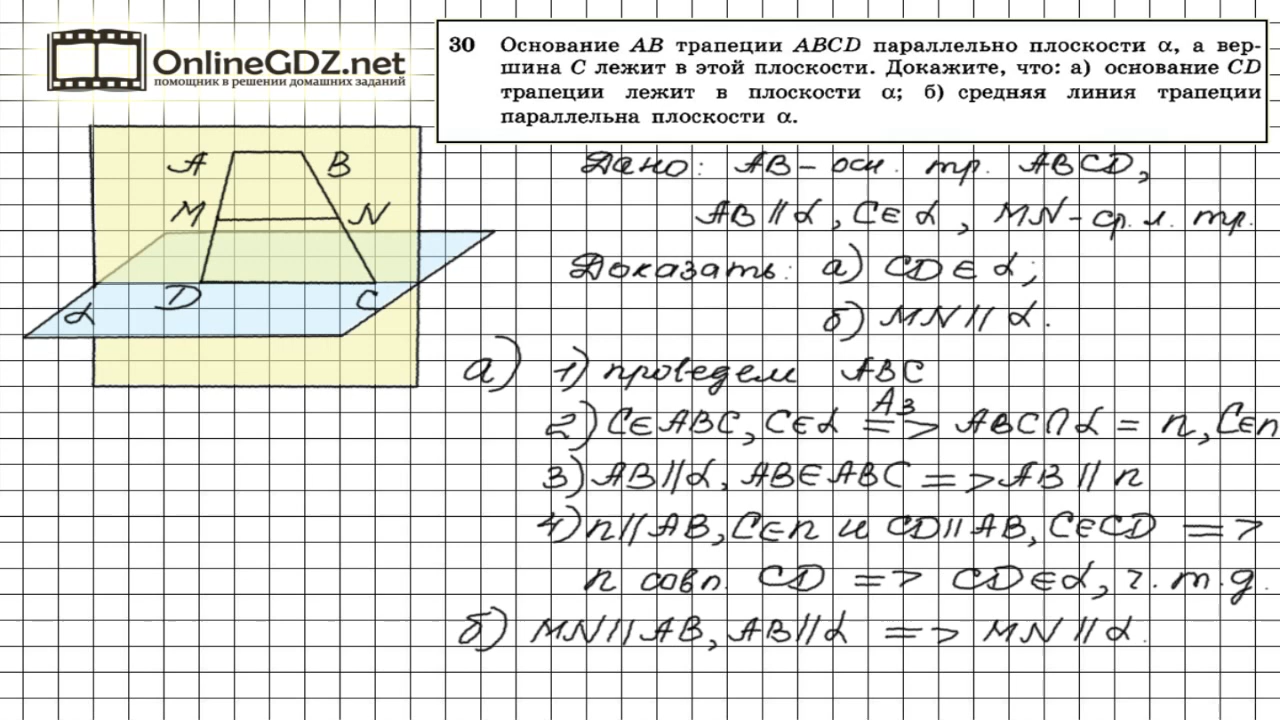 OnlineGDZ.net
помощник в решении домашних заданий
30 Основание AB трапеции ABCD параллельно плоскости α, а вер-
шина C лежит в этой плоскости. Докажите, что: а) основание CD
трапеции лежит в плоскости α; б) средняя линия трапеции
параллельна плоскости α.
A B
M N
D C
α
Дано: AB – осн. тр. ABCD,
AB || α, C ∈ α, MN – ср. л. тр.
Доказать: а) CD ∈ α;
б) MN || α.
а) 1) проведем ABC
2) C ∈ ABC, C ∈ α =А3=> ABC ∩ α = n, C ∈ n
3) AB || α, AB ∈ ABC => AB || n
4) n || AB, C ∈ n и CD || AB, C ∈ CD =>
n совп. CD => CD ∈ α, ч.т.д.
б) MN || AB, AB || α => MN || α.